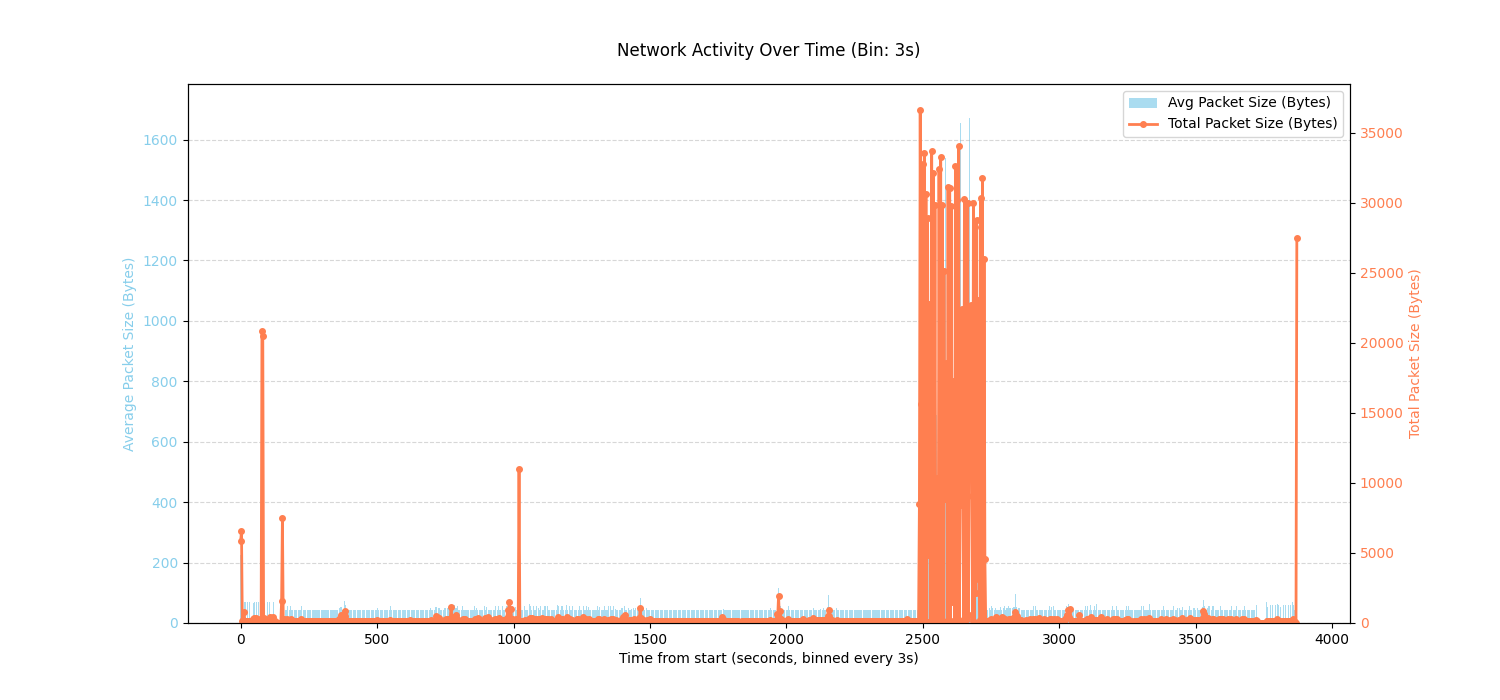 Network Activity Over Time (Bin: 3s)
Avg Packet Size (Bytes)
Total Packet Size (Bytes)
Average Packet Size (Bytes)
1600
1400
1200
1000
800
600
400
200
0
35000
30000
25000
20000
15000
10000
5000
0
Total Packet Size (Bytes)
0 500 1000 1500 2000 2500 3000 3500 4000
Time from start (seconds, binned every 3s)